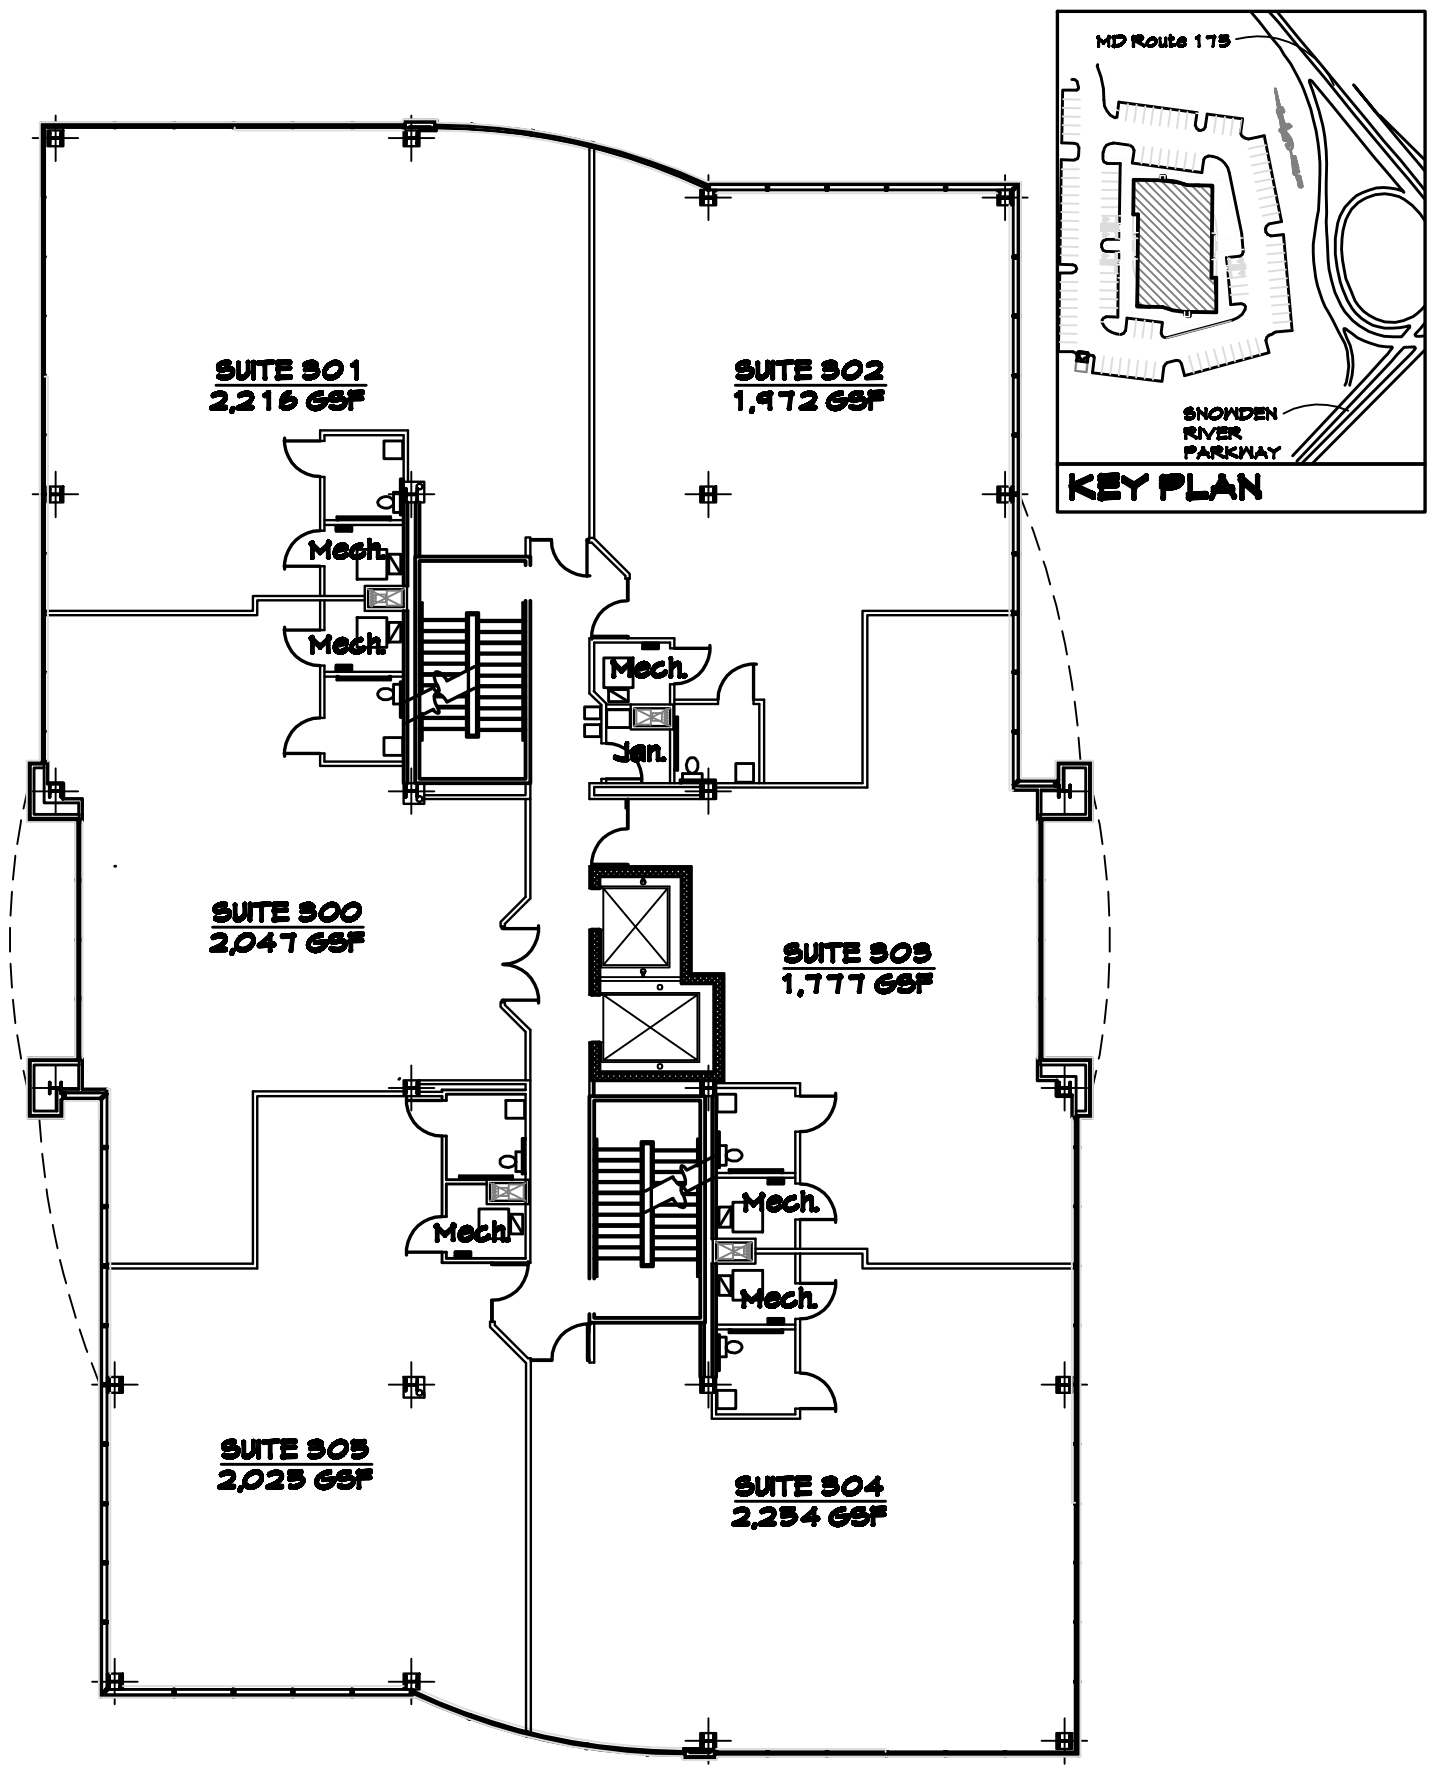 MD Route 175
SNOWDEN
RIVER
PARKWAY
KEY PLAN
SUITE 301
2,216 GSF
SUITE 302
1,972 GSF
Mech.
Mech.
Mech.
Jan.
SUITE 300
2,047 GSF
SUITE 303
1,777 GSF
Mech.
Mech.
Mech.
SUITE 305
2,025 GSF
SUITE 304
2,254 GSF